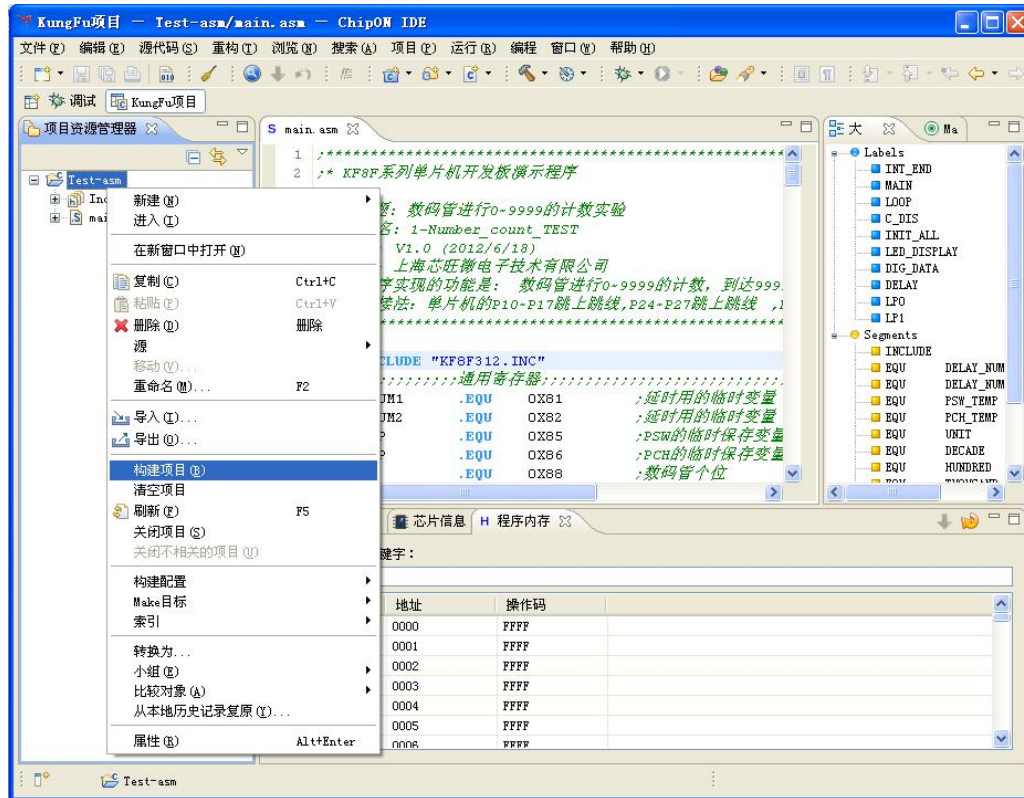 KungFu项目 — Test-asm/main.asm — ChipON IDE
文件(F) 编辑(E) 源代码(S) 重构(T) 浏览(N) 搜索(A) 项目(P) 运行(R) 编程 窗口(W) 帮助(H)
调试 KungFu项目
项目资源管理器
Test-asm
Inc
mai
新建(N)
进入(I)
在新窗口中打开(N)
复制(C) Ctrl+C
粘贴(P) Ctrl+V
删除(D) 删除
源
移动(V)...
重命名(M)... F2
导入(I)...
导出(O)...
构建项目(B)
清空项目
刷新(F) F5
关闭项目(S)
关闭不相关的项目(U)
构建配置
Make目标
索引
转换为...
小组(E)
比较对象(A)
从本地历史记录复原(Y)...
属性(R) Alt+Enter
S main.asm
1 ;****************************************************************
2 ;* KF8F系列单片机开发板演示程序
题: 数码管进行0~9999的计数实验
名: 1-Number_count_TEST
V1.0 (2012/6/18)
上海芯旺微电子技术有限公司
序实现的功能是: 数码管进行0~9999的计数, 到达999.
接法: 单片机的P10~P17跳上跳线,P24~P27跳上跳线 ,
****************************************************************
CLUDE "KF8F312.INC"
;;;;;;;;;通用寄存器;;;;;;;;;;;;;;;;;;;;;;;;;;;;
UM1 .EQU 0X81 ;延时用的临时变量
UM2 .EQU 0X82 ;延时用的临时变量
P .EQU 0X85 ;PSW的临时保存变量
P .EQU 0X86 ;PCH的临时保存变量
.EQU 0X88 ;数码管个位
大 Ma
Labels
INT_END
MAIN
LOOP
C_DIS
INIT_ALL
LED_DISPLAY
DIG_DATA
DELAY
LP0
LP1
Segments
INCLUDE
EQU DELAY_NUM
EQU DELAY_NUM
EQU PSW_TEMP
EQU PCH_TEMP
EQU UNIT
EQU DECADE
EQU HUNDRED
EQU THOUSAND
芯片信息 H 程序内存
键字:
地址 操作码
0000 FFFF
0001 FFFF
0002 FFFF
0003 FFFF
0004 FFFF
0005 FFFF
0006 FFFF
Test-asm